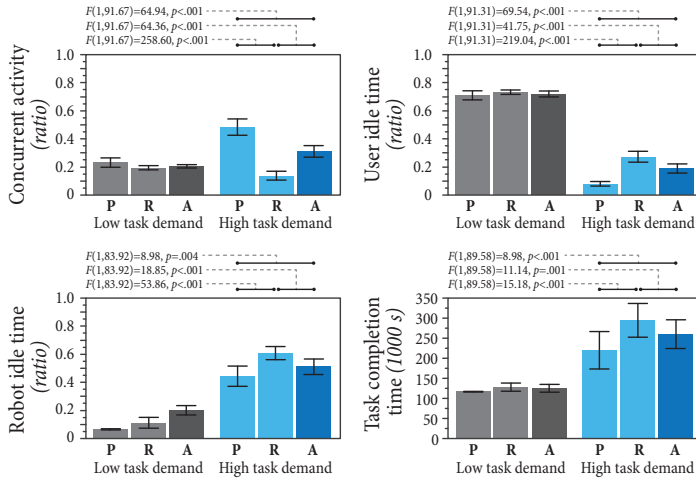 F(1,91.67)=64.94, p<.001
F(1,91.67)=64.36, p<.001
F(1,91.67)=258.60, p<.001
Concurrent activity
(ratio)
1.0
0.8
0.6
0.4
0.2
0
P R A P R A
Low task demand High task demand
F(1,91.31)=69.54, p<.001
F(1,91.31)=41.75, p<.001
F(1,91.31)=219.04, p<.001
User idle time
(ratio)
1.0
0.8
0.6
0.4
0.2
0
P R A P R A
Low task demand High task demand
F(1,83.92)=8.98, p=.004
F(1,83.92)=18.85, p<.001
F(1,83.92)=53.86, p<.001
Robot idle time
(ratio)
1.0
0.8
0.6
0.4
0.2
0
P R A P R A
Low task demand High task demand
F(1,89.58)=8.98, p<.001
F(1,89.58)=11.14, p=.001
F(1,89.58)=15.18, p<.001
Task completion
time (1000 s)
350
300
250
200
150
100
50
0
P R A P R A
Low task demand High task demand